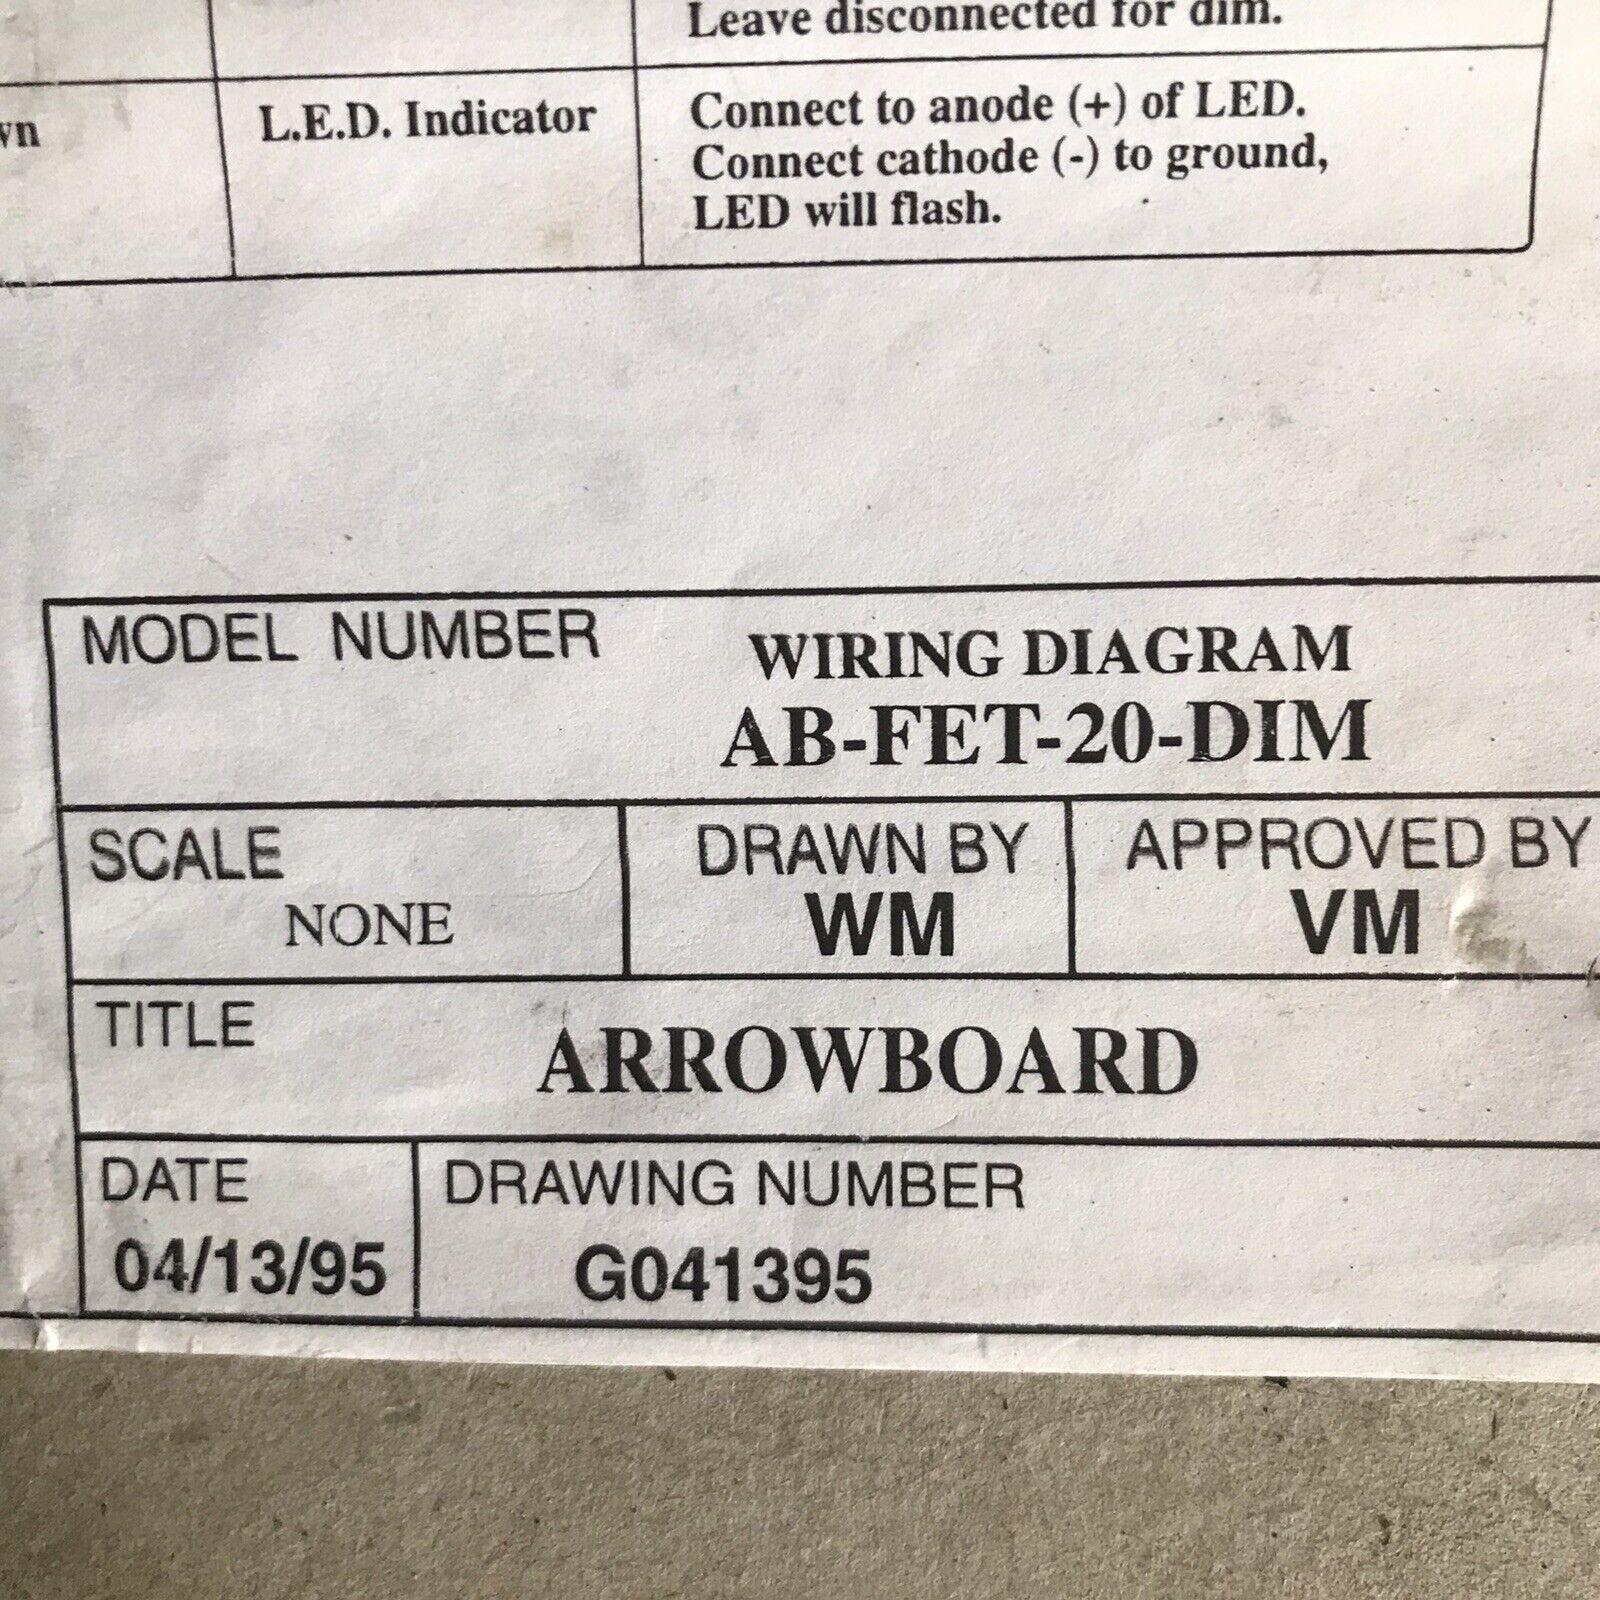 Leave disconnected for dim.
L.E.D. Indicator
Connect to anode (+) of LED.
Connect cathode (-) to ground,
LED will flash.
MODEL NUMBER
WIRING DIAGRAM
AB-FET-20-DIM
SCALE
NONE
DRAWN BY
WM
APPROVED BY
VM
TITLE
ARROWBOARD
DATE
04/13/95
DRAWING NUMBER
G041395